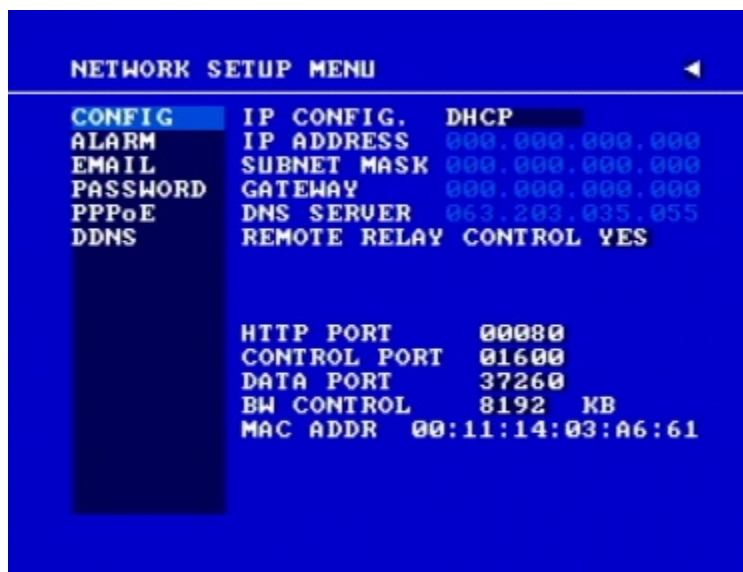 NETWORK SETUP MENU
CONFIG IP CONFIG. DHCP
ALARM IP ADDRESS 000.000.000.000
EMAIL SUBNET MASK 000.000.000.000
PASSWORD GATEWAY 000.000.000.000
PPPoE DNS SERVER 063.203.035.055
DDNS REMOTE RELAY CONTROL YES
HTTP PORT 00080
CONTROL PORT 01600
DATA PORT 37260
BW CONTROL 8192 KB
MAC ADDR 00:11:14:03:A6:61